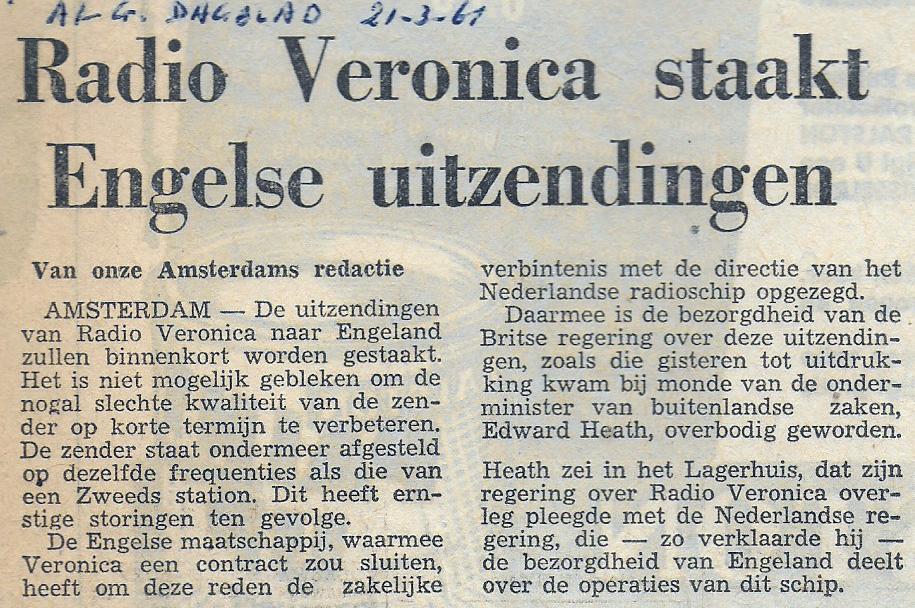 ALG. DAGBLAD 21-3-61
Radio Veronica staakt
Engelse uitzendingen
Van onze Amsterdams redactie
AMSTERDAM — De uitzendingen
van Radio Veronica naar Engeland
zullen binnenkort worden gestaakt.
Het is niet mogelijk gebleken om de
nogal slechte kwaliteit van de zen-
der op korte termijn te verbeteren.
De zender staat ondermeer afgesteld
op dezelfde frequenties als die van
een Zweeds station. Dit heeft ern-
stige storingen ten gevolge.
De Engelse maatschappij, waarmee
Veronica een contract zou sluiten,
heeft om deze reden de zakelijke
verbintenis met de directie van het
Nederlandse radioschip opgezegd.
Daarmee is de bezorgdheid van de
Britse regering over deze uitzendin-
gen, zoals die gisteren tot uitdruk-
king kwam bij monde van de onder-
minister van buitenlandse zaken,
Edward Heath, overbodig geworden.
Heath zei in het Lagerhuis, dat zijn
regering over Radio Veronica over-
leg pleegde met de Nederlandse re-
gering, die — zo verklaarde hij —
de bezorgdheid van Engeland deelt
over de operaties van dit schip.